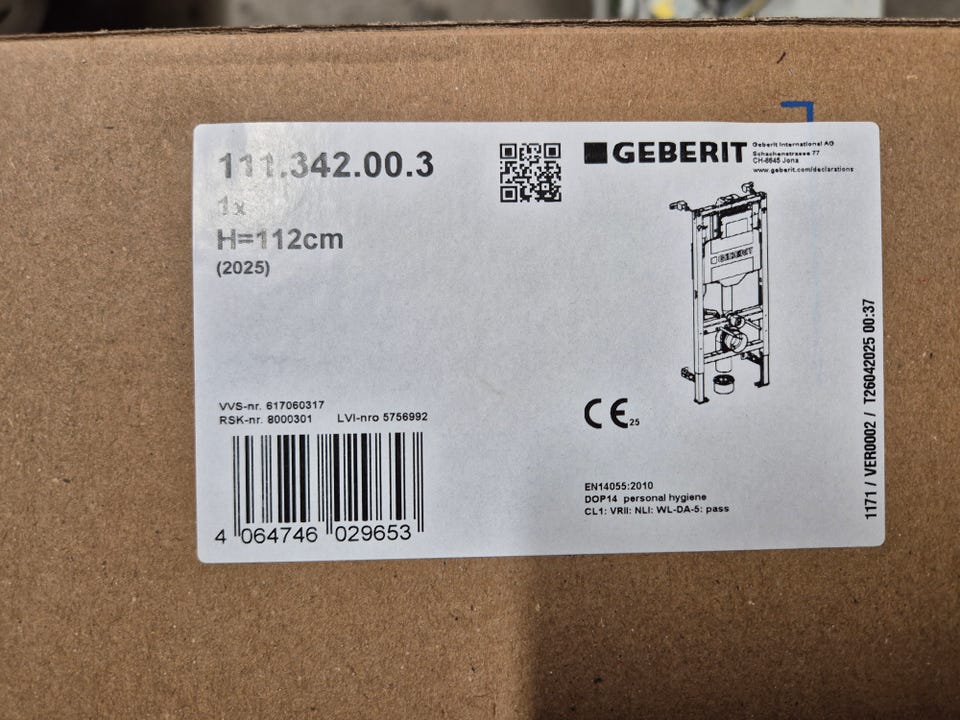 111.342.00.3
1x
H=112cm
(2025)
GEBERIT
Geberit International AG
Schachenstrasse 77
CH-8645 Jona
www.geberit.com/declarations
GEBERIT
VVS-nr. 617060317
RSK-nr. 8000301 LVI-nro 5756992
4 064746 029653
CE 25
EN14055:2010
DOP14 personal hygiene
CL1: VRII: NLI: WL-DA-5: pass
1171 / VER0002 / T26042025 00:37